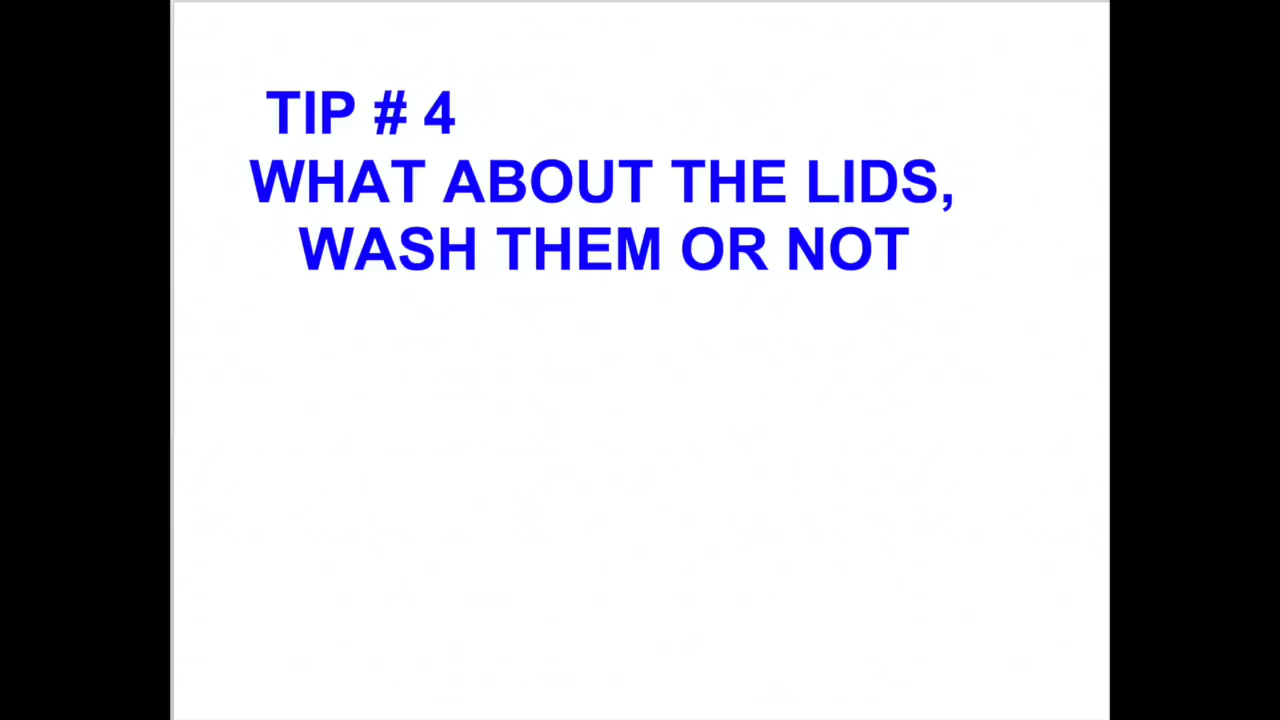 TIP # 4
WHAT ABOUT THE LIDS,
WASH THEM OR NOT